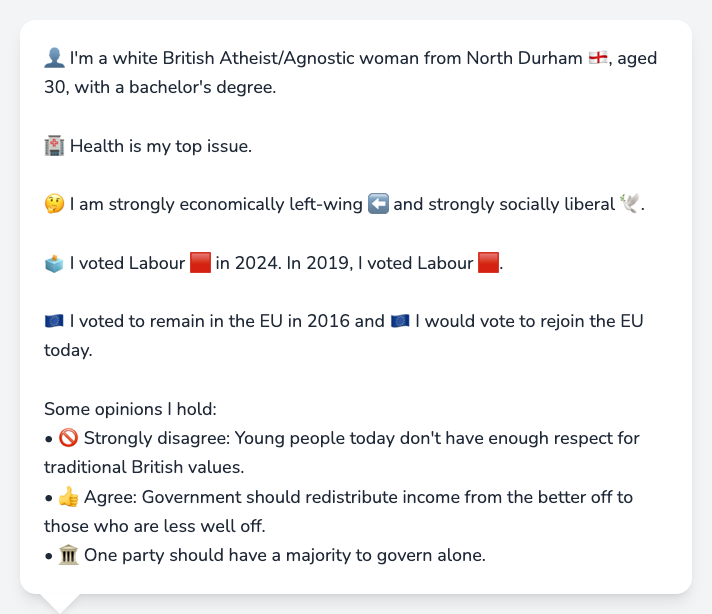 👤 I'm a white British Atheist/Agnostic woman from North Durham 🏴󠁧󠁢󠁥󠁮󠁧󠁿, aged
30, with a bachelor's degree.
🏥 Health is my top issue.
🤔 I am strongly economically left-wing ⬅️ and strongly socially liberal 🕊️.
🗳️ I voted Labour 🟥 in 2024. In 2019, I voted Labour 🟥.
🇪🇺 I voted to remain in the EU in 2016 and 🇪🇺 I would vote to rejoin the EU
today.
Some opinions I hold:
• 🚫 Strongly disagree: Young people today don't have enough respect for
traditional British values.
• 👍 Agree: Government should redistribute income from the better off to
those who are less well off.
• 🏛️ One party should have a majority to govern alone.